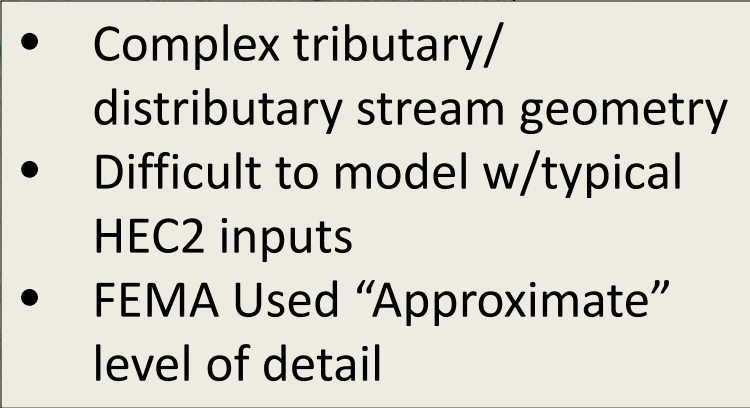 • Complex tributary/
distributary stream geometry
• Difficult to model w/typical
HEC2 inputs
• FEMA Used “Approximate”
level of detail